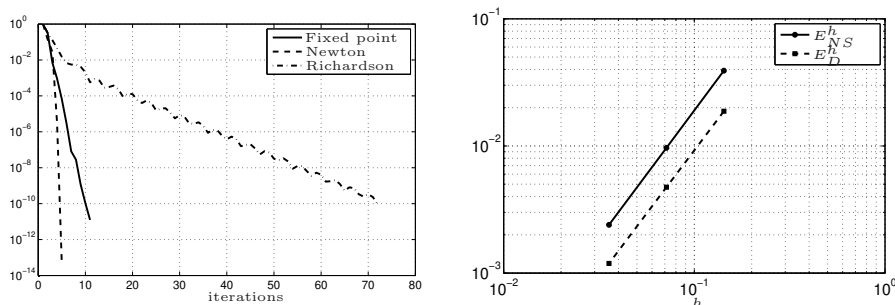 10^0
10^-2
10^-4
10^-6
10^-8
10^-10
10^-12
10^-14
0 10 20 30 40 50 60 70 80
iterations
Fixed point
Newton
Richardson
10^-1
10^-2
10^-3
10^-2 10^-1 10^0
h
E^h_NS
E^h_D